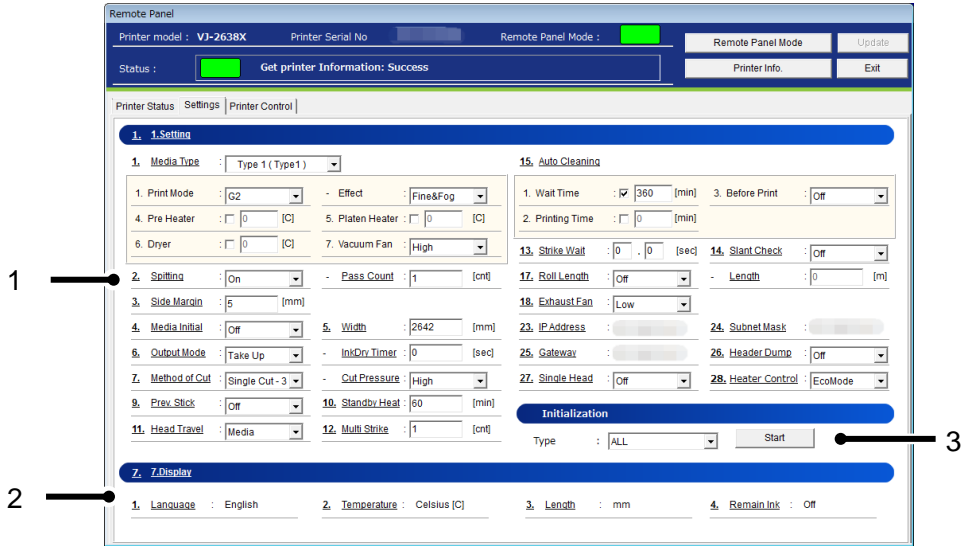 Remote Panel
Printer model : VJ-2638X Printer Serial No Remote Panel Mode : Remote Panel Mode Update
Status : Get printer Information: Success Printer Info. Exit
Printer Status Settings Printer Control
1. 1.Setting
1. Media Type : Type 1 ( Type1 ) 15. Auto Cleaning
1. Print Mode : G2 - Effect : Fine&Fog 1. Wait Time : 360 [min] 3. Before Print : Off
4. Pre Heater : 0 [C] 5. Platen Heater : 0 [C] 2. Printing Time : 0 [min]
6. Dryer : 0 [C] 7. Vacuum Fan : High
13. Strike Wait : 0 . 0 [sec] 14. Slant Check : Off
1 2. Spitting : On - Pass Count : 1 [cnt] 17. Roll Length : Off - Length : 0 [m]
3. Side Margin : 5 [mm] 18. Exhaust Fan : Low
4. Media Initial : Off 5. Width : 2642 [mm] 23. IP Address : 24. Subnet Mask :
6. Output Mode : Take Up - InkDry Timer : 0 [sec] 25. Gateway : 26. Header Dump : Off
7. Method of Cut : Single Cut - 3 - Cut Pressure : High 27. Single Head : Off 28. Heater Control : EcoMode
9. Prev. Stick : Off 10. Standby Heat : 60 [min] Initialization
11. Head Travel : Media 12. Multi Strike : 1 [cnt] Type : ALL Start 3
7. 7.Display
2 1. Language : English 2. Temperature : Celsius [C] 3. Length : mm 4. Remain Ink : Off